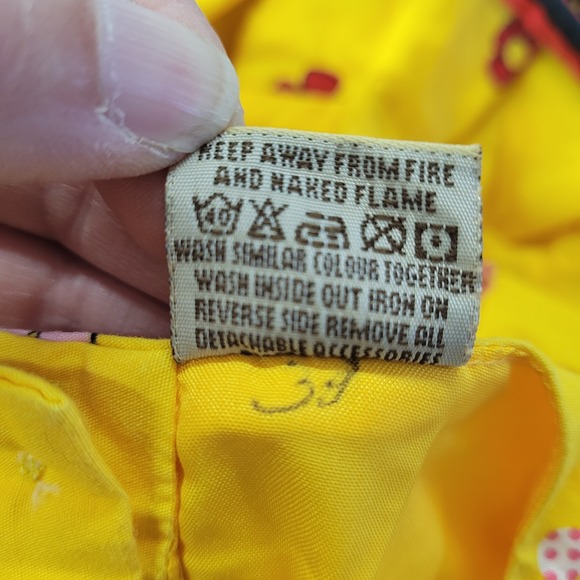 KEEP AWAY FROM FIRE
AND NAKED FLAME
40
WASH SIMILAR COLOUR TOGETHER
WASH INSIDE OUT IRON ON
REVERSE SIDE REMOVE ALL
DETACHABLE ACCESSORIES